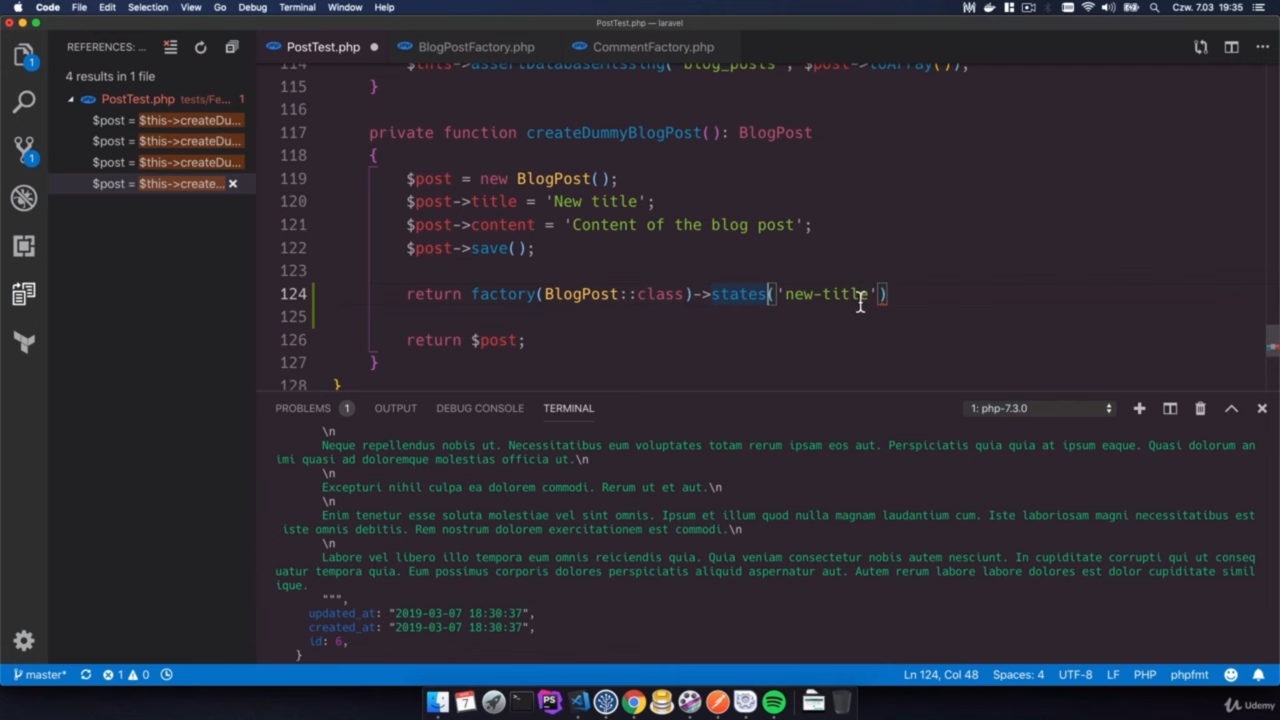 Code File Edit Selection View Go Debug Terminal Window Help Czw. 7.03 19:35
PostTest.php — laravel
REFERENCES: ...
PostTest.php BlogPostFactory.php CommentFactory.php
4 results in 1 file
PostTest.php tests/Fe... 1
$post = $this->createDu...
$post = $this->createDu...
$post = $this->createDu...
$post = $this->create...
114 $this->assertDatabaseMissing('blog_posts', $post->toArray());
115 }
116
117 private function createDummyBlogPost(): BlogPost
118 {
119 $post = new BlogPost();
120 $post->title = 'New title';
121 $post->content = 'Content of the blog post';
122 $post->save();
123
124 return factory(BlogPost::class)->states('new-title')
125
126 return $post;
127 }
128 }
PROBLEMS 1 OUTPUT DEBUG CONSOLE TERMINAL 1: php-7.3.0
\n
Neque repellendus nobis ut. Necessitatibus eum voluptates totam rerum ipsam eos aut. Perspiciatis quia quia at ipsum eaque. Quasi dolorum an
imi quasi ad doloremque molestias officia ut.\n
\n
Excepturi nihil culpa ea dolorem commodi. Rerum ut et aut.\n
\n
Enim tenetur esse soluta molestiae vel sint omnis. Ipsum et illum quod nulla magnam laudantium cum. Iste laboriosam magni necessitatibus est
iste omnis debitis. Rem nostrum dolorem exercitationem est commodi.\n
\n
Labore vel libero illo tempora eum omnis reiciendis quia. Quia veniam consectetur nobis autem nesciunt. In cupiditate corrupti qui ut conseq
uatur tempora quia. Eum possimus corporis dolores perspiciatis aliquid aspernatur aut. Autem rerum labore labore dolores est dolor cupiditate simil
ique.
""",
updated_at: "2019-03-07 18:30:37",
created_at: "2019-03-07 18:30:37",
id: 6,
}
master* 1 0 Ln 124, Col 48 Spaces: 4 UTF-8 LF PHP phpfmt
Udemy